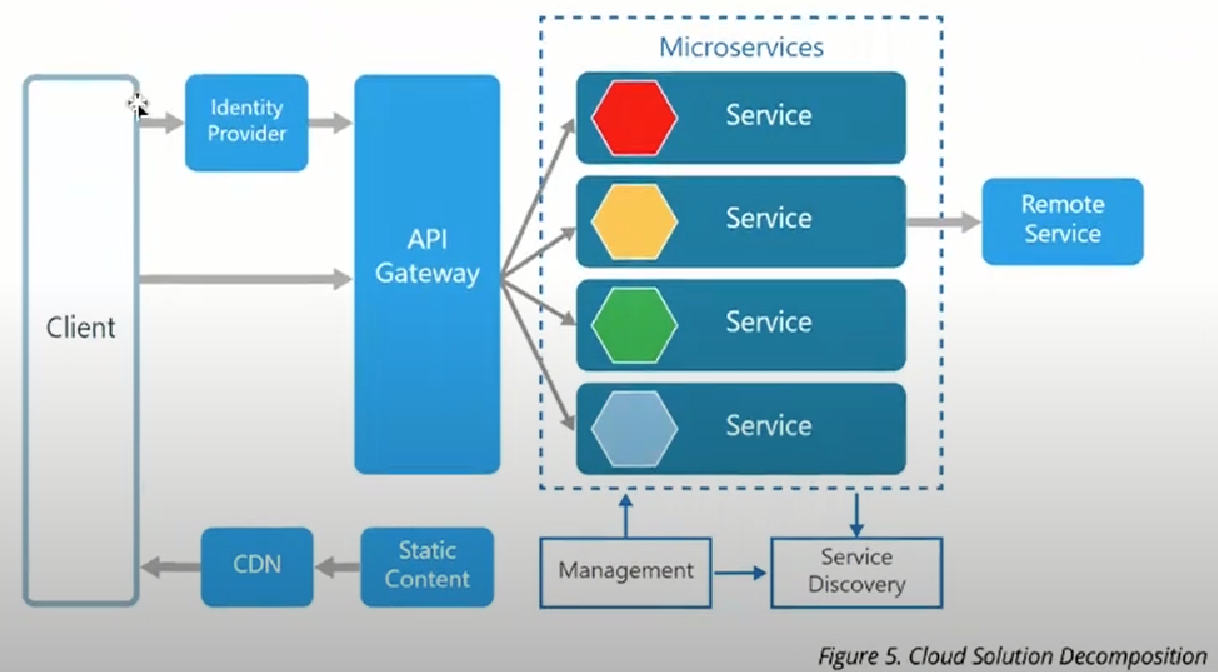 Microservices
Client
Identity
Provider
API
Gateway
Service
Service
Service
Service
Remote
Service
CDN
Static
Content
Management
Service
Discovery
Figure 5. Cloud Solution Decomposition